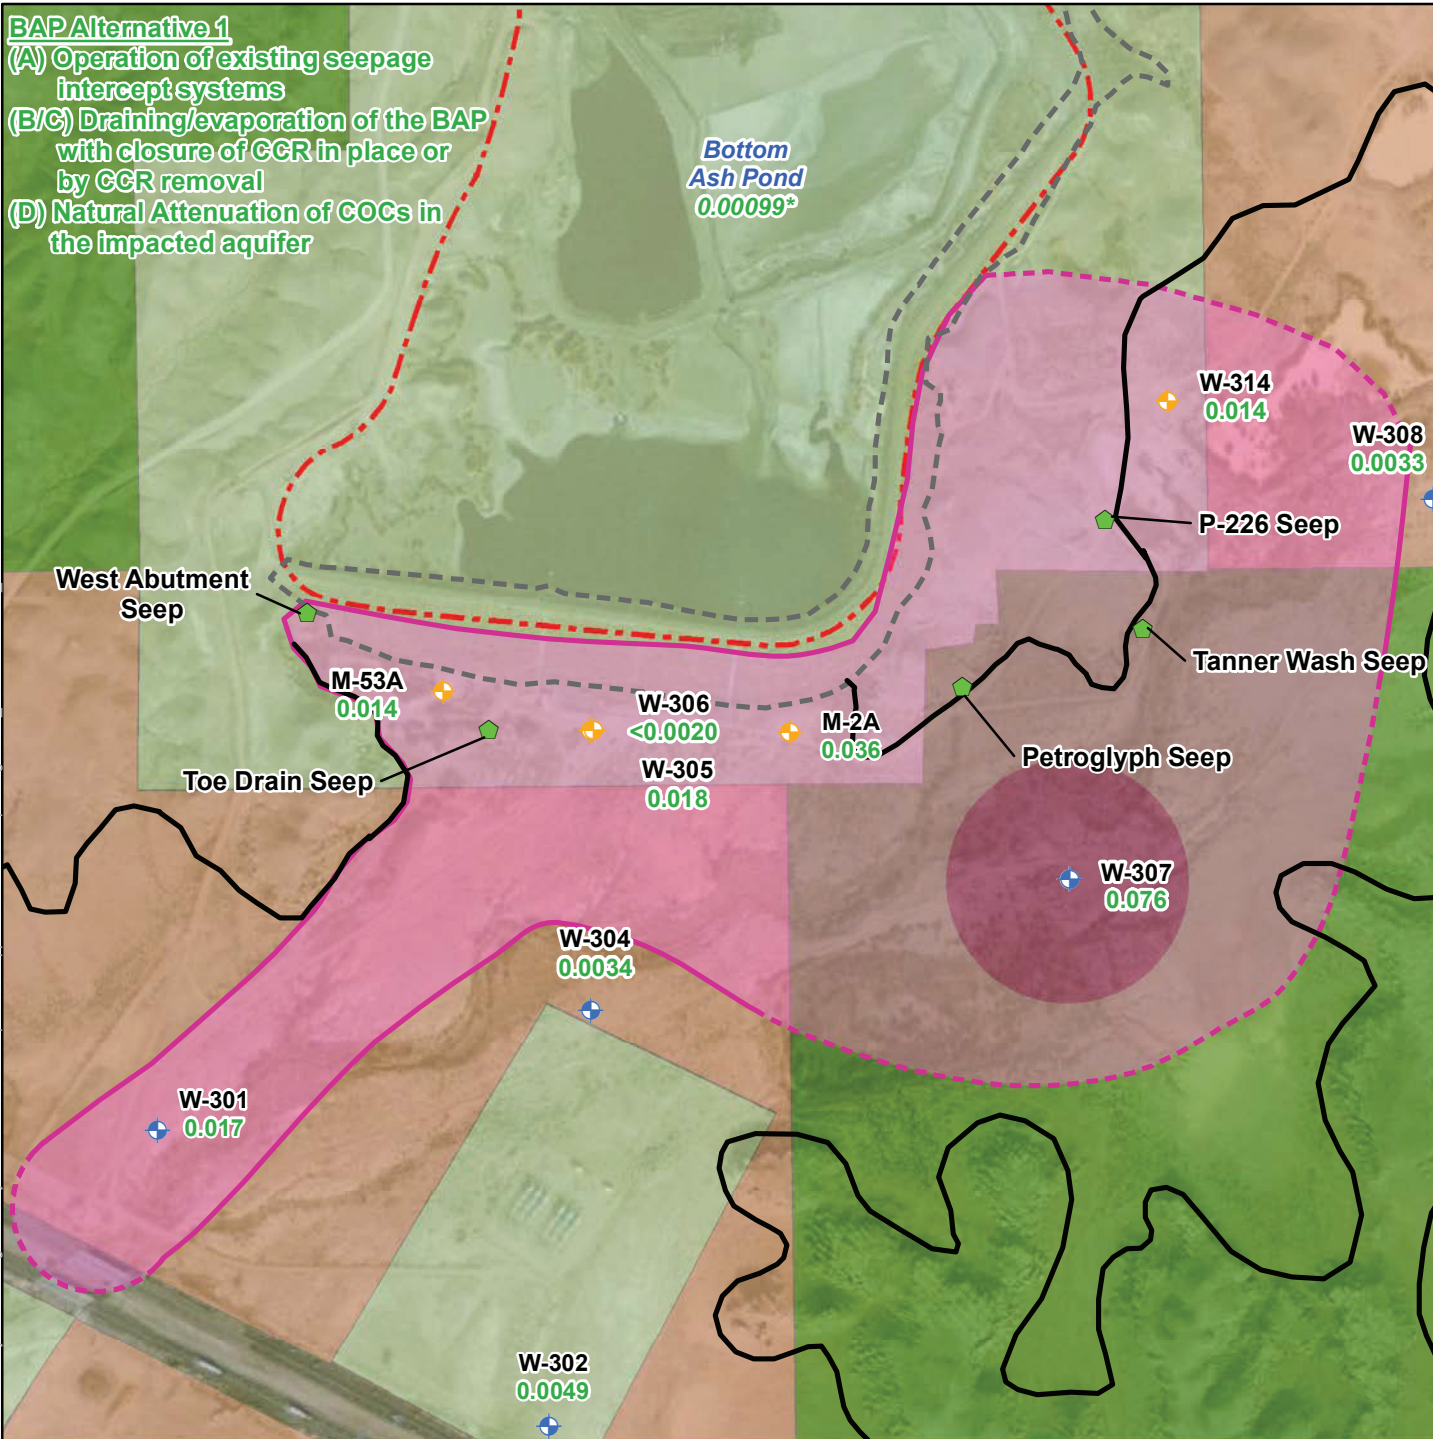 BAP Alternative 1
(A) Operation of existing seepage
intercept systems
(B/C) Draining/evaporation of the BAP
with closure of CCR in place or
by CCR removal
(D) Natural Attenuation of COCs in
the impacted aquifer
Bottom
Ash Pond
0.00099*
W-314
0.014
W-308
0.0033
P-226 Seep
West Abutment
Seep
Tanner Wash Seep
M-53A
0.014
W-306
<0.0020
M-2A
0.036
Petroglyph Seep
Toe Drain Seep
W-305
0.018
W-307
0.076
W-304
0.0034
W-301
0.017
W-302
0.0049